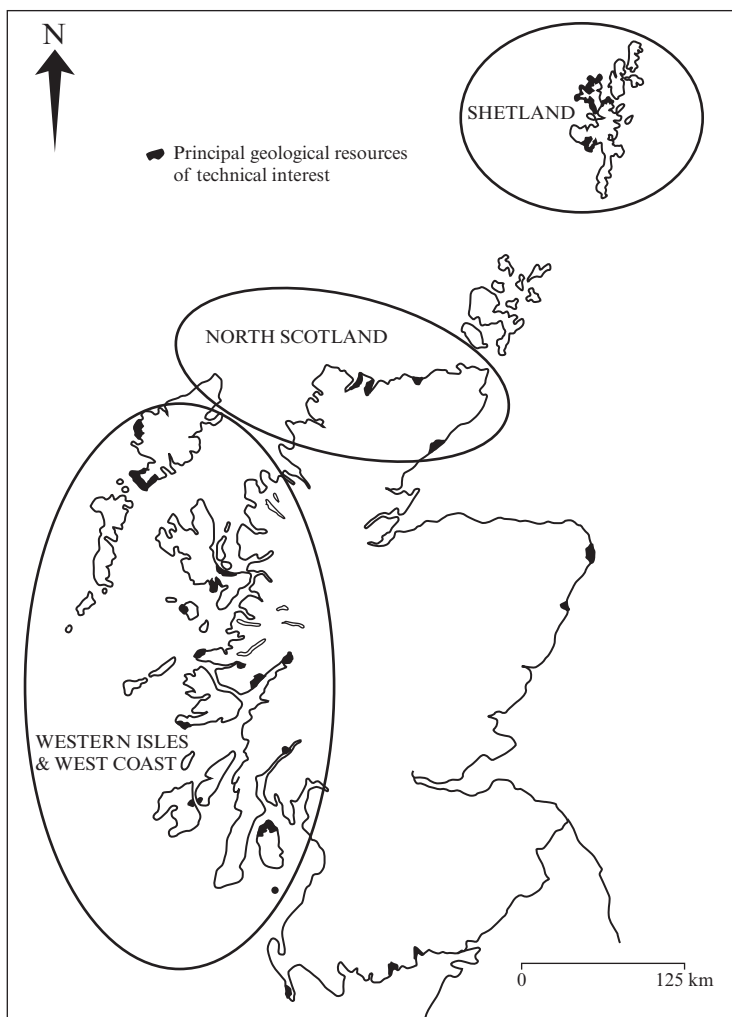 N
SHETLAND
Principal geological resources
of technical interest
NORTH SCOTLAND
WESTERN ISLES
& WEST COAST
0 125 km